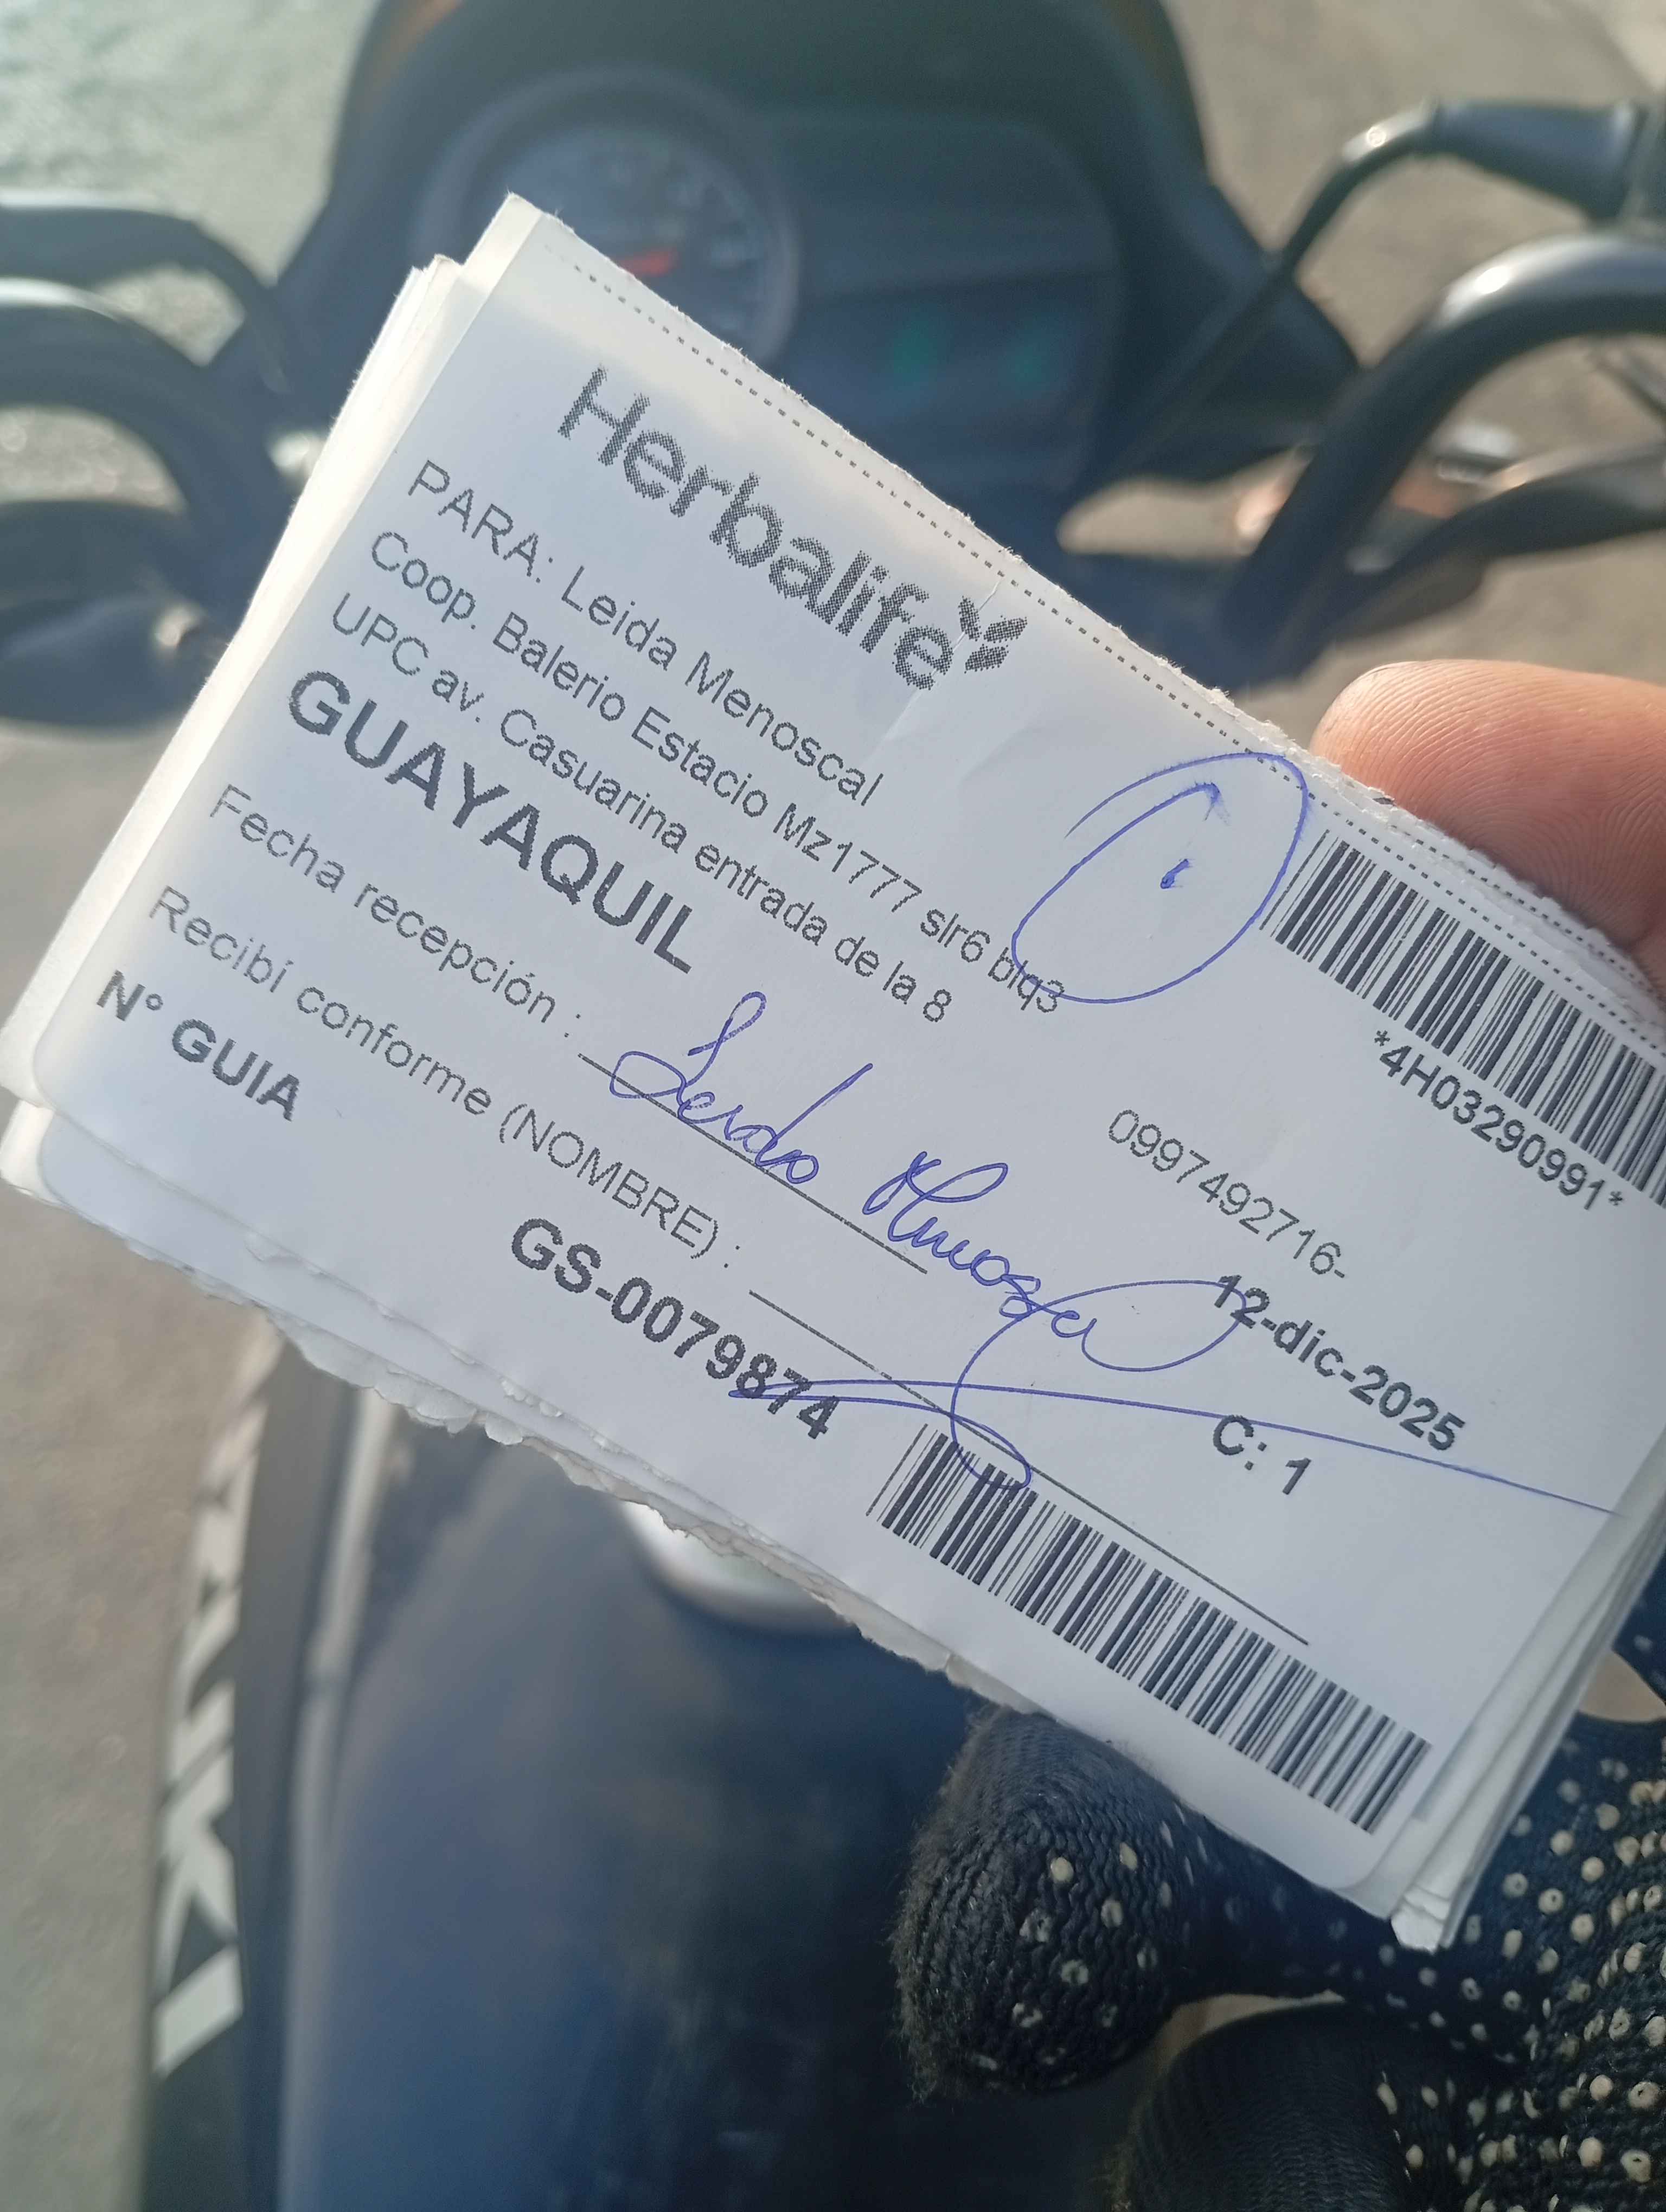 Herbalife
*4H03290991*
PARA: Leida Menoscal
Coop. Balerio Estacio Mz1777 slr6 blq3
UPC av. Casuarina entrada de la 8
0997492716-
GUAYAQUIL
12-dic-2025
Fecha recepción :
C: 1
Recibí conforme (NOMBRE) :
N° GUIA
GS-0079874